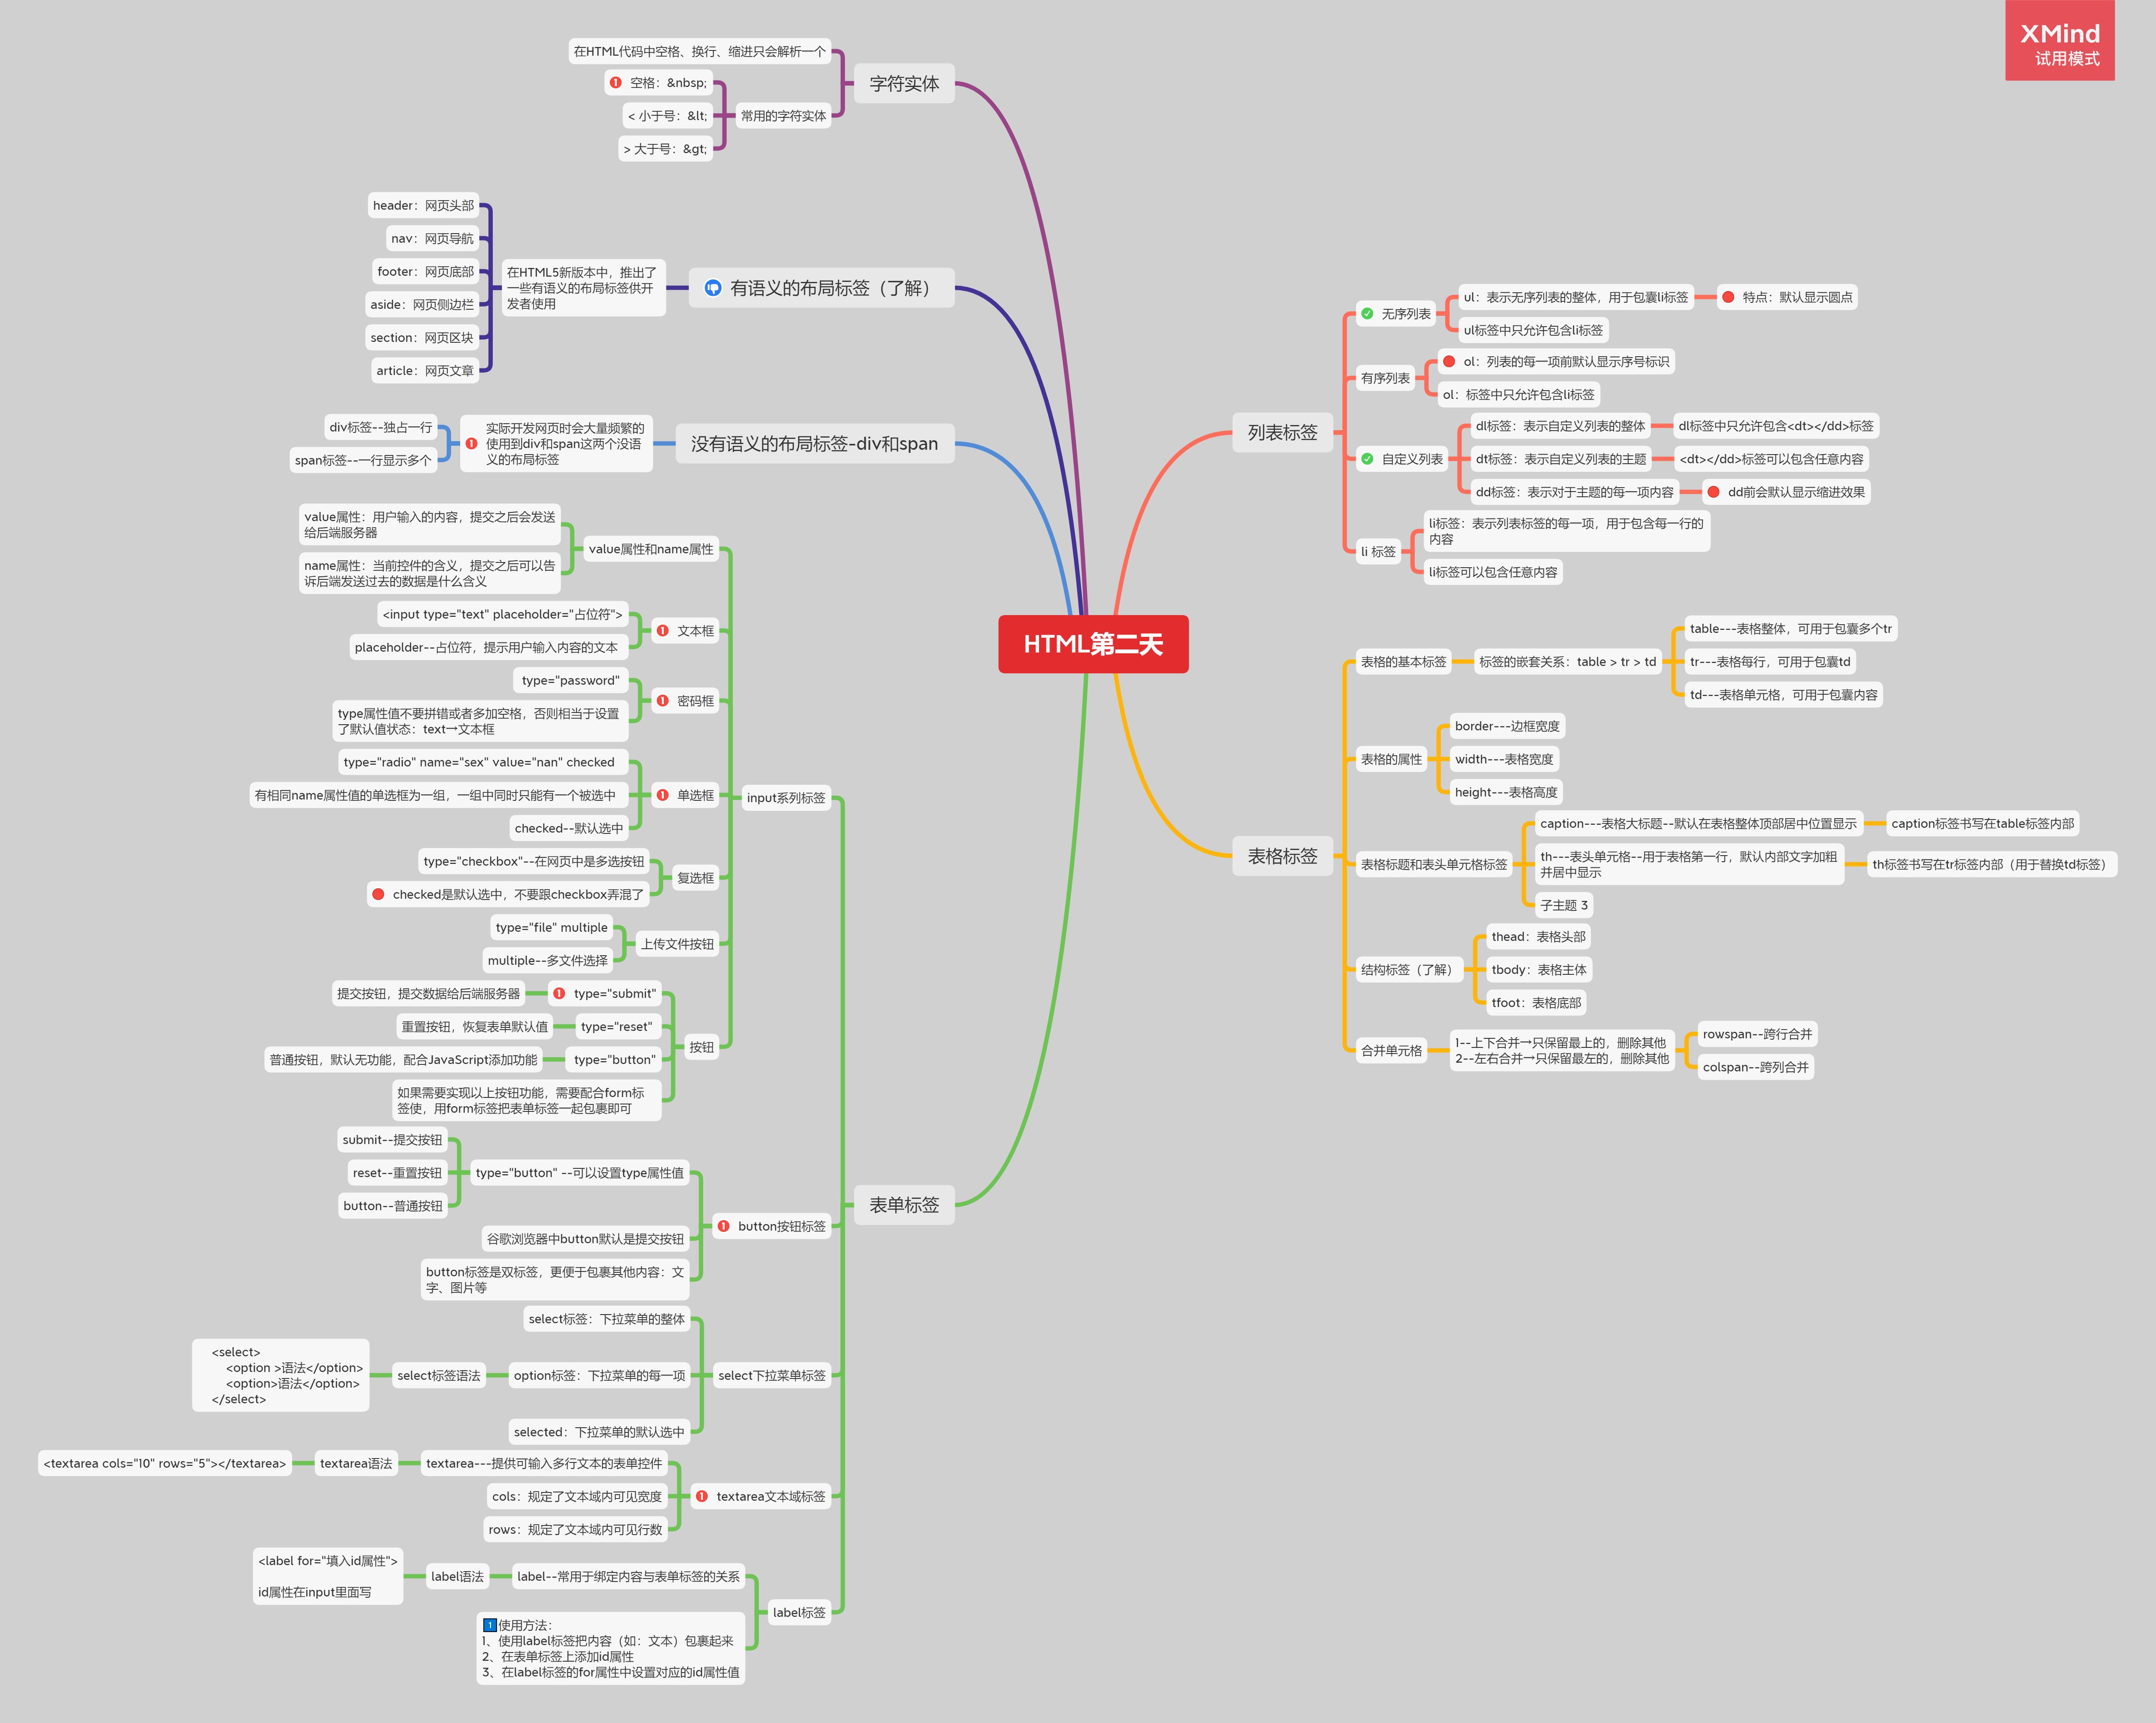 XMind
试用模式
HTML第二天
列表标签
无序列表
ul：表示无序列表的整体，用于包裹li标签
特点：默认显示圆点
ul标签中只允许包含li标签
有序列表
ol：列表的每一项前默认显示序号标识
ol：标签中只允许包含li标签
自定义列表
dl标签：表示自定义列表的整体
dl标签中只允许包含<dt></dd>标签
dt标签：表示自定义列表的主题
<dt></dd>标签可以包含任意内容
dd标签：表示对于主题的每一项内容
dd前会默认显示缩进效果
li 标签
li标签：表示列表标签的每一项，用于包含每一行的
内容
li标签可以包含任意内容
表格标签
表格的基本标签
标签的嵌套关系：table > tr > td
table---表格整体，可用于包裹多个tr
tr---表格每行，可用于包裹td
td---表格单元格，可用于包裹内容
表格的属性
border---边框宽度
width---表格宽度
height---表格高度
表格标题和表头单元格标签
caption---表格大标题--默认在表格整体顶部居中位置显示
caption标签书写在table标签内部
th---表头单元格--用于表格第一行，默认内部文字加粗
并居中显示
th标签书写在tr标签内部（用于替换td标签）
子主题 3
结构标签（了解）
thead：表格头部
tbody：表格主体
tfoot：表格底部
合并单元格
1--上下合并→只保留最上的，删除其他
2--左右合并→只保留最左的，删除其他
rowspan--跨行合并
colspan--跨列合并
表单标签
input系列标签
value属性和name属性
value属性：用户输入的内容，提交之后会发送
给后端服务器
name属性：当前控件的含义，提交之后可以告
诉后端发送过去的数据是什么含义
文本框
<input type="text" placeholder="占位符">
placeholder--占位符，提示用户输入内容的文本
密码框
type="password"
type属性值不要拼错或者多加空格，否则相当于设置
了默认值状态：text→文本框
单选框
type="radio" name="sex" value="nan" checked
有相同name属性值的单选框为一组，一组中同时只能有一个被选中
checked--默认选中
复选框
type="checkbox"--在网页中是多选按钮
checked是默认选中，不要跟checkbox弄混了
上传文件按钮
type="file" multiple
multiple--多文件选择
按钮
type="submit"
提交按钮，提交数据给后端服务器
type="reset"
重置按钮，恢复表单默认值
type="button"
普通按钮，默认无功能，配合JavaScript添加功能
如果需要实现以上按钮功能，需要配合form标
签使，用form标签把表单标签一起包裹即可
button按钮标签
type="button" --可以设置type属性值
submit--提交按钮
reset--重置按钮
button--普通按钮
谷歌浏览器中button默认是提交按钮
button标签是双标签，更便于包裹其他内容：文
字、图片等
select下拉菜单标签
select标签：下拉菜单的整体
option标签：下拉菜单的每一项
select标签语法
<select>
<option >语法</option>
<option>语法</option>
</select>
selected：下拉菜单的默认选中
textarea文本域标签
textarea---提供可输入多行文本的表单控件
textarea语法
<textarea cols="10" rows="5"></textarea>
cols：规定了文本域内可见宽度
rows：规定了文本域内可见行数
label标签
label--常用于绑定内容与表单标签的关系
label语法
<label for="填入id属性">
id属性在input里面写
1使用方法：
1、使用label标签把内容（如：文本）包裹起来
2、在表单标签上添加id属性
3、在label标签的for属性中设置对应的id属性值
没有语义的布局标签-div和span
实际开发网页时会大量频繁的
使用到div和span这两个没语
义的布局标签
div标签--独占一行
span标签--一行显示多个
有语义的布局标签（了解）
在HTML5新版本中，推出了
一些有语义的布局标签供开
发者使用
header：网页头部
nav：网页导航
footer：网页底部
aside：网页侧边栏
section：网页区块
article：网页文章
字符实体
在HTML代码中空格、换行、缩进只会解析一个
常用的字符实体
空格：&nbsp;
< 小于号：&lt;
> 大于号：&gt;